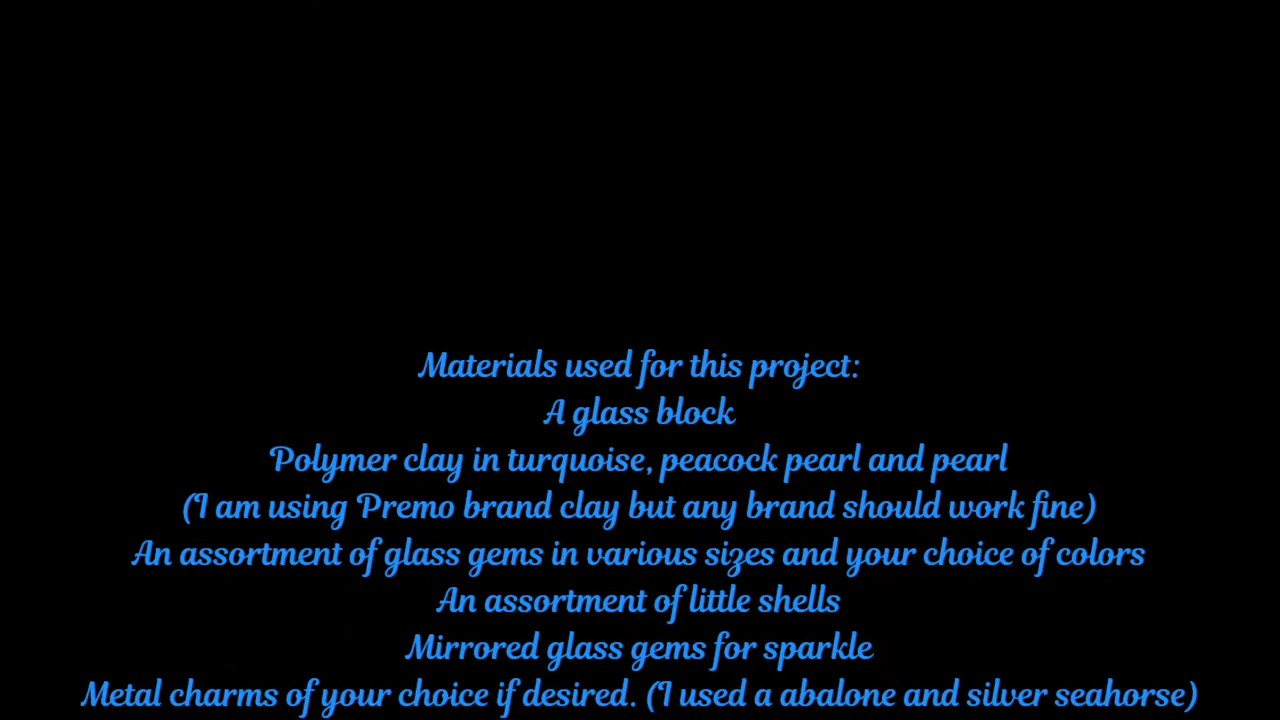 Materials used for this project:
A glass block
Polymer clay in turquoise, peacock pearl and pearl
(I am using Premo brand clay but any brand should work fine)
An assortment of glass gems in various sizes and your choice of colors
An assortment of little shells
Mirrored glass gems for sparkle
Metal charms of your choice if desired. (I used a abalone and silver seahorse)